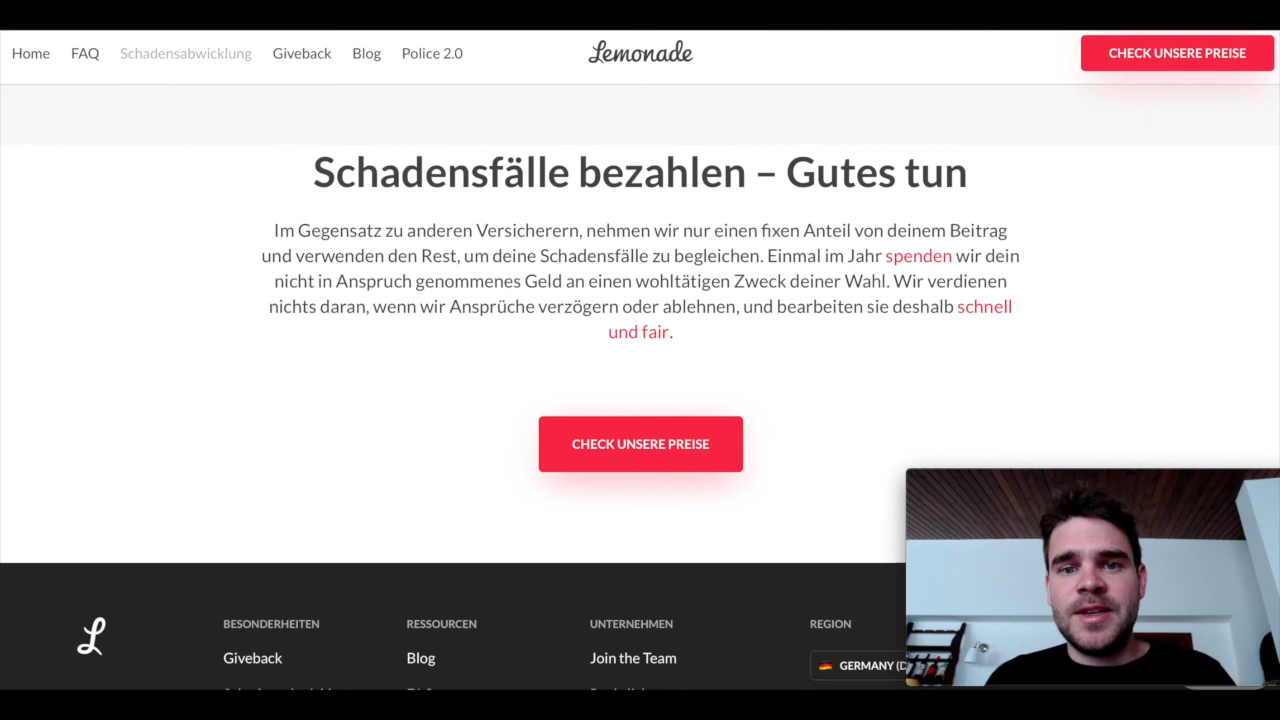 Home FAQ Schadensabwicklung Giveback Blog Police 2.0 Lemonade CHECK UNSERE PREISE
Schadensfälle bezahlen – Gutes tun
Im Gegensatz zu anderen Versicherern, nehmen wir nur einen fixen Anteil von deinem Beitrag
und verwenden den Rest, um deine Schadensfälle zu begleichen. Einmal im Jahr spenden wir dein
nicht in Anspruch genommenes Geld an einen wohltätigen Zweck deiner Wahl. Wir verdienen
nichts daran, wenn wir Ansprüche verzögern oder ablehnen, und bearbeiten sie deshalb schnell
und fair.
CHECK UNSERE PREISE
L BESONDERHEITEN RESSOURCEN UNTERNEHMEN REGION
Giveback Blog Join the Team GERMANY (D